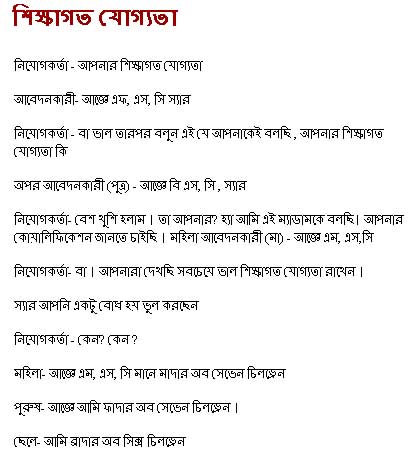 শিক্ষাগত যোগ্যতা
নিযোগকর্তা - আপনার শিক্ষাগত যোগ্যতা
আবেদনকারী- আজ্ঞে এফ, এস, সি স্যার
নিযোগকর্তা - বা ভাল তারপর বলুন এই যে আপনাকেই বলছি , আপনার শিক্ষাগত
যোগ্যতা কি
অপর আবেদনকারী (পুত্র) - আজ্ঞে বি এস, সি , স্যার
নিযোগকর্তা- বেশ খুশি হলাম । তা আপনার? হ্যা আমি এই ম্যাডামকে বলছি। আপনার
কোযালিফিকেশন জানতে চাইছি । মহিলা আবেদনকারী (মা) - আজ্ঞে এম, এস,সি
নিযোগকর্তা- বা । আপনারা দেখছি সবচেযে ভাল শিক্ষাগত যোগ্যতা রাখেন ।
স্যার আপনি একটু বোধ হয ভুল করছেন
নিযোগকর্তা - কেন? কেন ?
মহিলা- আজ্ঞে এম, এস, সি মানে মাদার অব সেভেন চিলড্রেন
পুরুষ- আজ্ঞে আমি ফাদার অব সেভেন চিলড্রেন ।
ছেলে- আমি ব্রাদার অব সিক্স চিলড্রেন